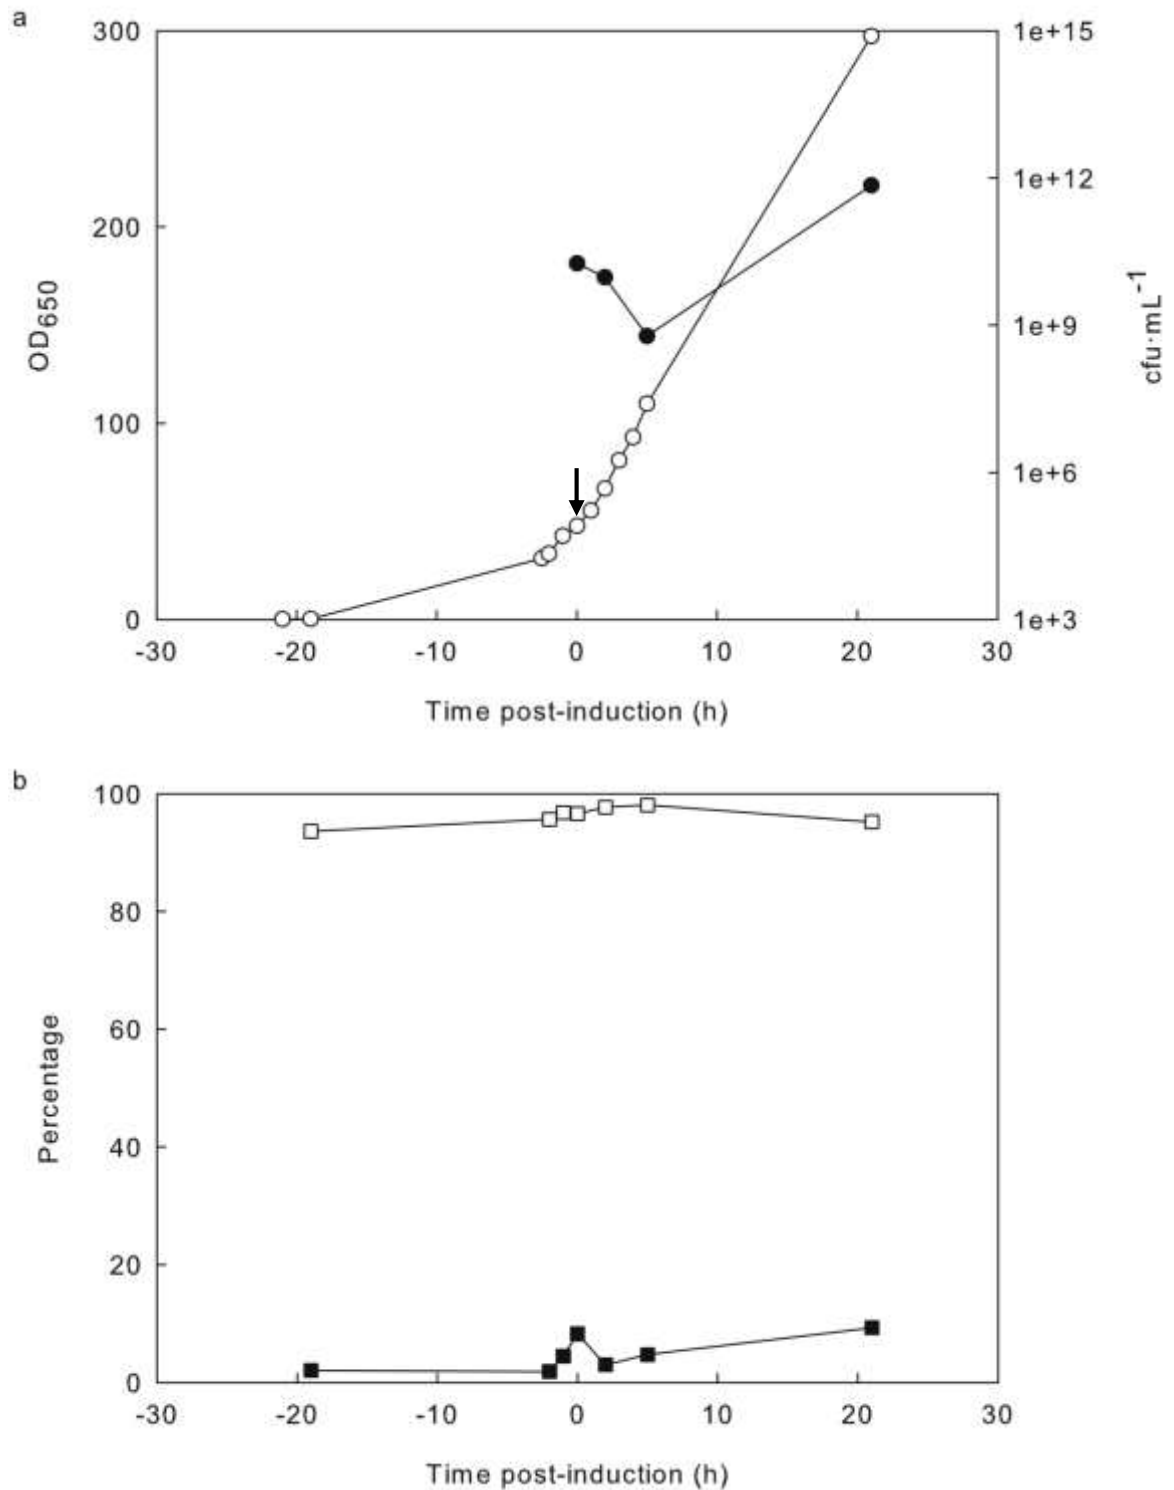 a
300
200
100
0
OD650
1e+15
1e+12
1e+9
1e+6
1e+3
cfu·mL-1
-30 -20 -10 0 10 20 30
Time post-induction (h)
b
100
80
60
40
20
0
Percentage
-30 -20 -10 0 10 20 30
Time post-induction (h)